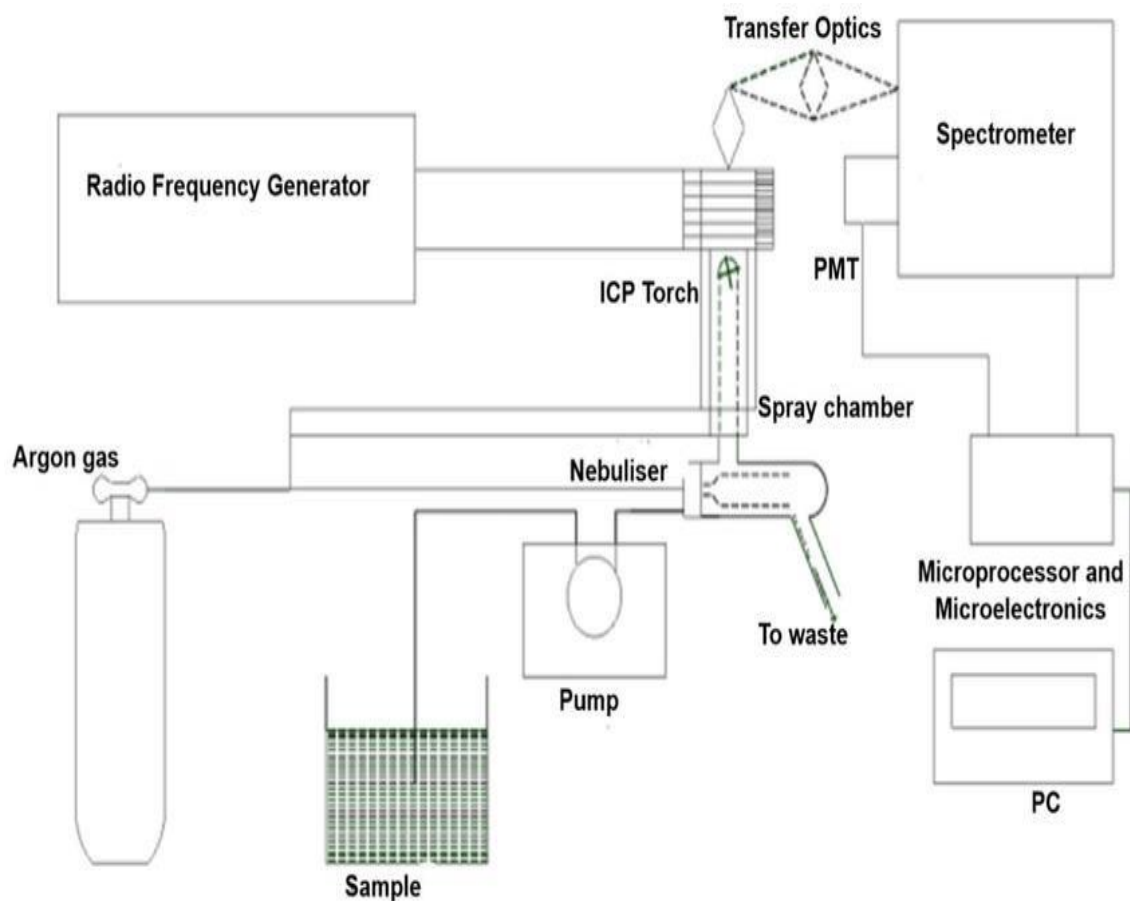 Transfer Optics
Spectrometer
Radio Frequency Generator
PMT
ICP Torch
Spray chamber
Argon gas
Nebuliser
Microprocessor and
Microelectronics
To waste
Pump
PC
Sample